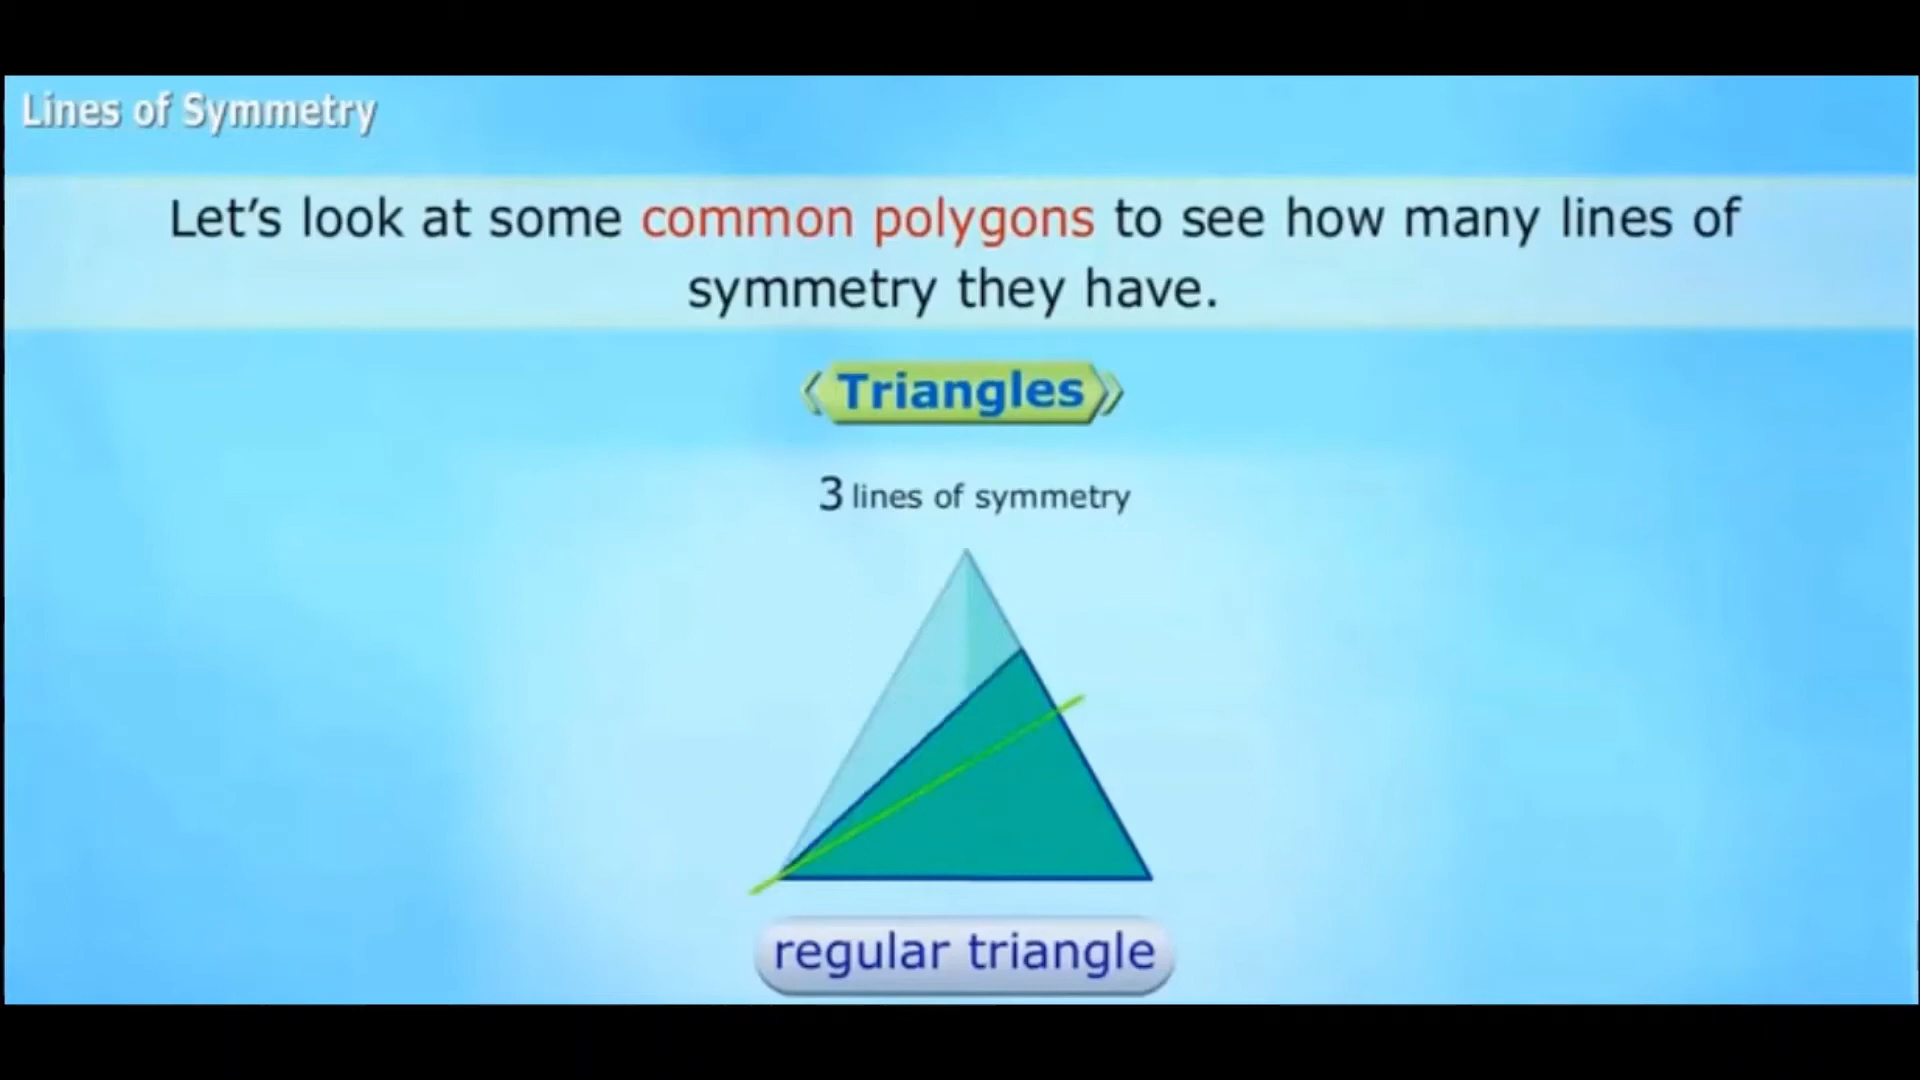 Lines of Symmetry
Let's look at some common polygons to see how many lines of
symmetry they have.
Triangles
3 lines of symmetry
regular triangle